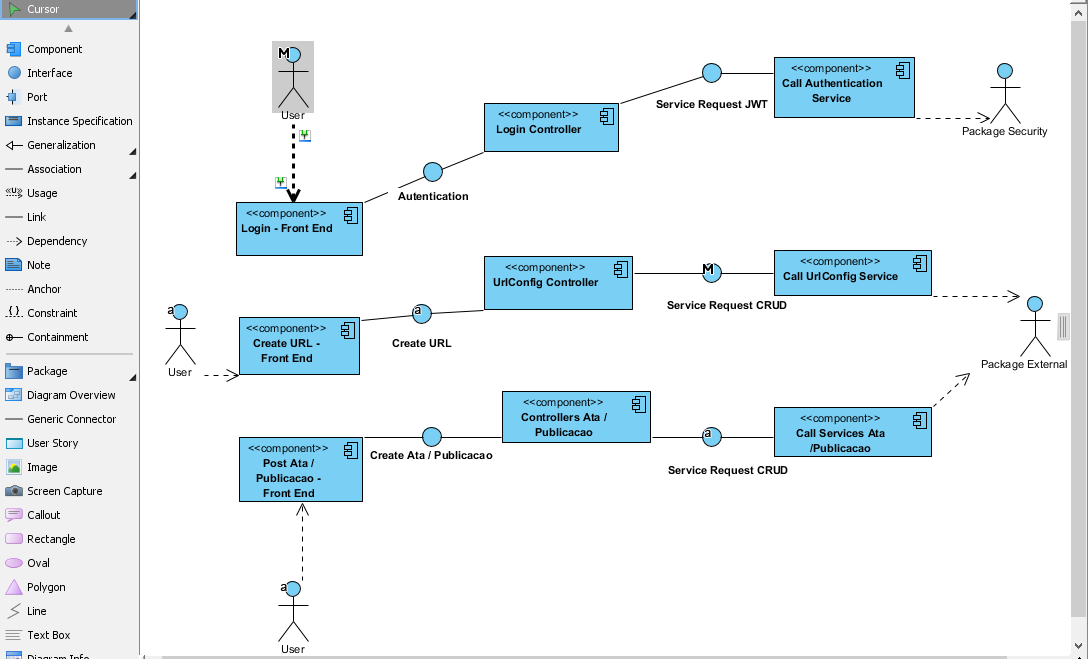 Cursor
Component
Interface
Port
Instance Specification
Generalization
Association
Usage
Link
Dependency
Note
Anchor
Constraint
Containment
Package
Diagram Overview
Generic Connector
User Story
Image
Screen Capture
Callout
Rectangle
Oval
Polygon
Line
Text Box
Diagram Info
M
User
<<component>>
Login - Front End
Autentication
<<component>>
Login Controller
Service Request JWT
<<component>>
Call Authentication
Service
Package Security
a
User
<<component>>
Create URL -
Front End
a
Create URL
<<component>>
UrlConfig Controller
M
Service Request CRUD
<<component>>
Call UrlConfig Service
Package External
<<component>>
Post Ata /
Publicacao -
Front End
Create Ata / Publicacao
<<component>>
Controllers Ata /
Publicacao
a
Service Request CRUD
<<component>>
Call Services Ata
/Publicacao
a
User